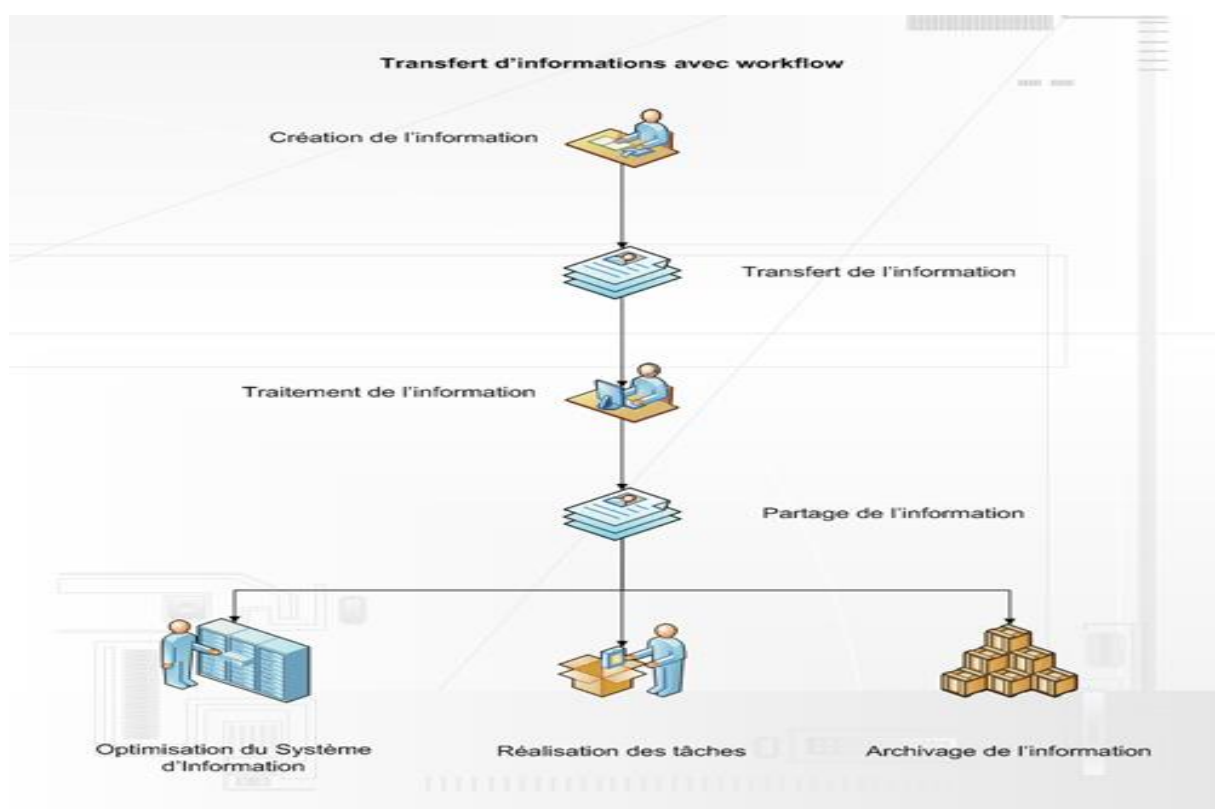 Transfert d'informations avec workflow
Création de l'information
Transfert de l'information
Traitement de l'information
Partage de l'information
Optimisation du Système
d'Information
Réalisation des tâches
Archivage de l'information